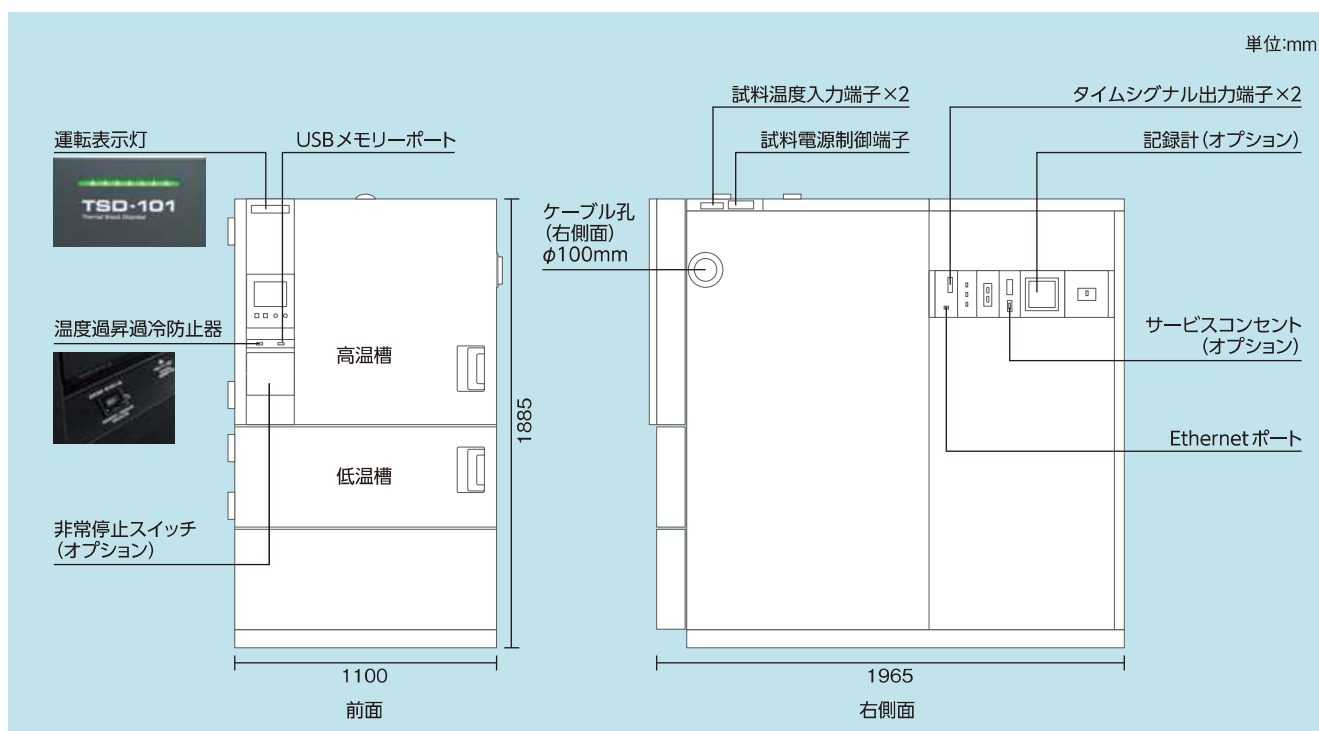 単位:mm
運転表示灯
USBメモリーポート
TSD-101
Thermal Shock Chamber
温度過昇過冷防止器
非常停止スイッチ
(オプション)
高温槽
低温槽
1885
1100
前面
試料温度入力端子×2
試料電源制御端子
ケーブル孔
(右側面)
φ100mm
タイムシグナル出力端子×2
記録計(オプション)
サービスコンセント
(オプション)
Ethernetポート
1965
右側面